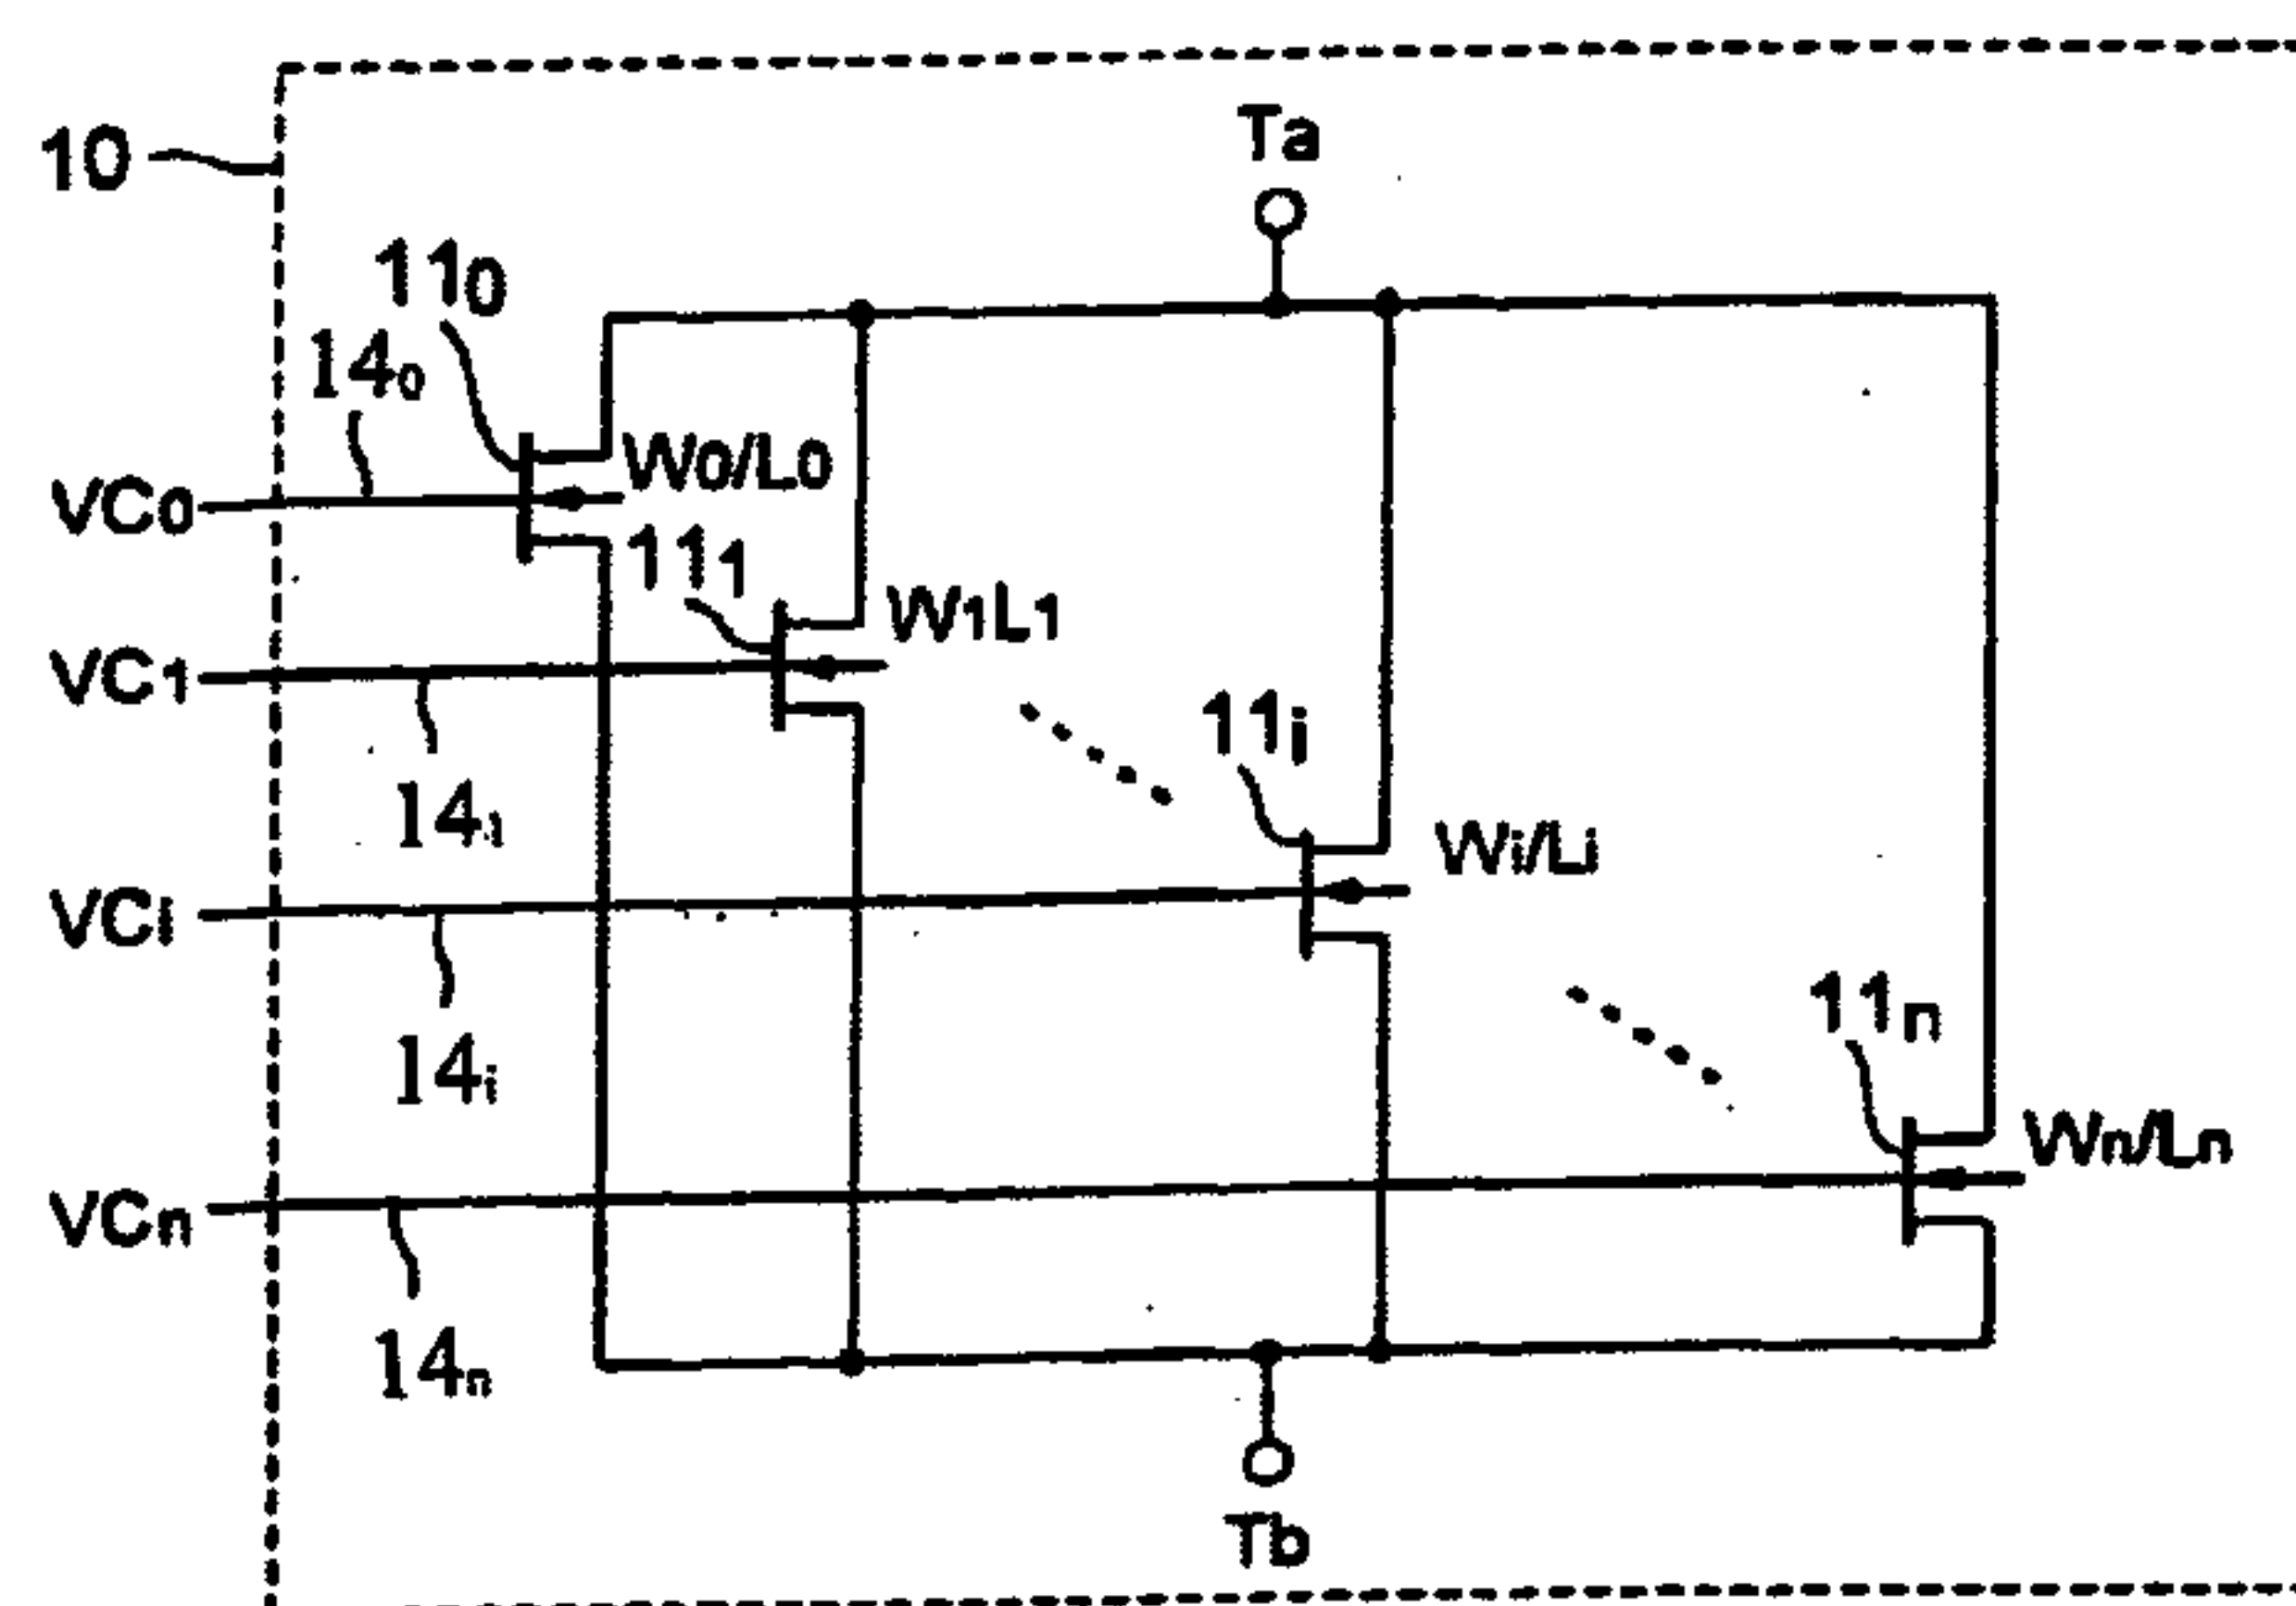 Ta
10
11₀
14₀
W₀/L₀
VC₀
11₁
W₁L₁
VC₁
11i
14₁
Wi/Li
VCi
11n
14i
Wn/Ln
VCn
14n
Tb